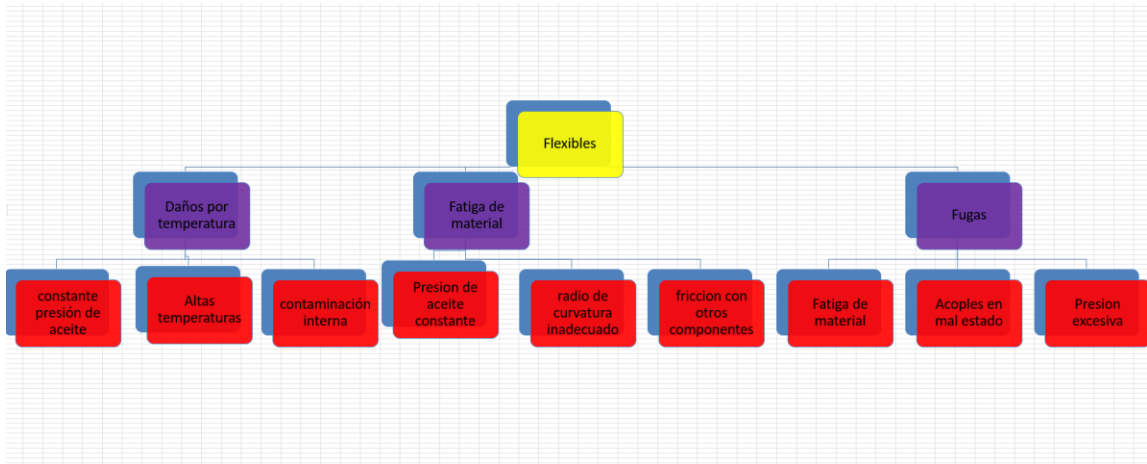 Flexibles
Daños por
temperatura
Fatiga de
material
Fugas
constante
presión de
aceite
Altas
temperaturas
contaminación
interna
Presion de
aceite
constante
radio de
curvatura
inadecuado
friccion con
otros
componentes
Fatiga de
material
Acoples en
mal estado
Presion
excesiva